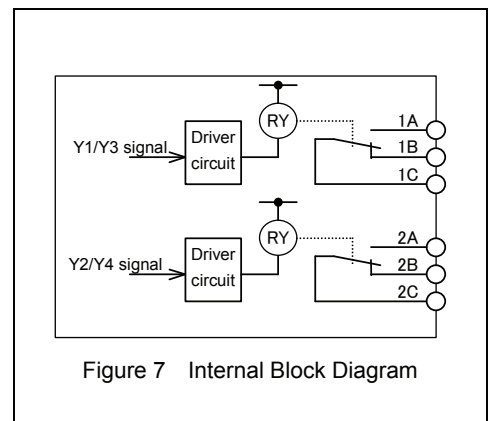 Y1/Y3 signal
Driver
circuit
RY
1A
1B
1C
Y2/Y4 signal
Driver
circuit
RY
2A
2B
2C
Figure 7 Internal Block Diagram